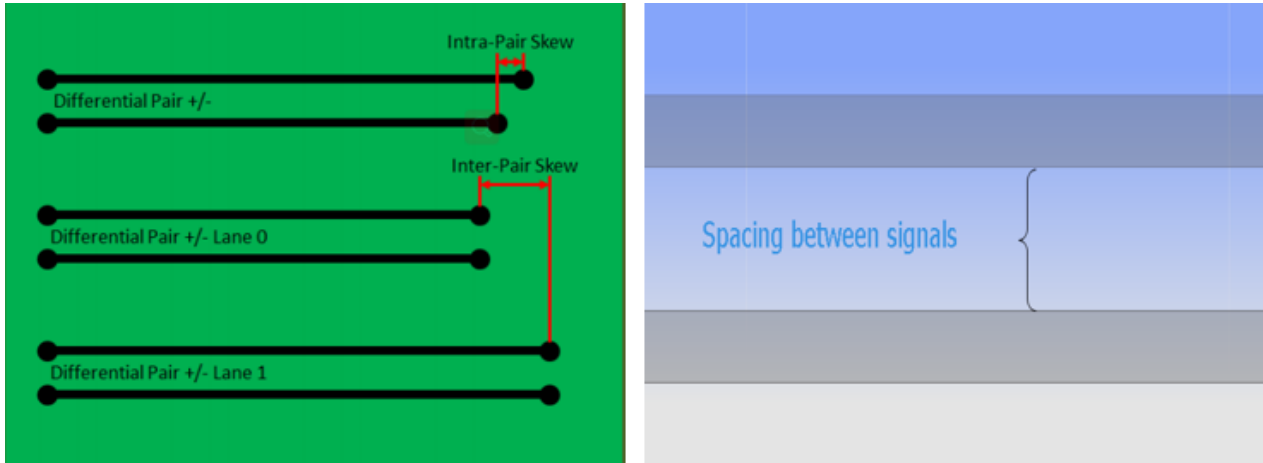 Intra-Pair Skew
Differential Pair +/-
Inter-Pair Skew
Differential Pair +/- Lane 0
Differential Pair +/- Lane 1
Spacing between signals